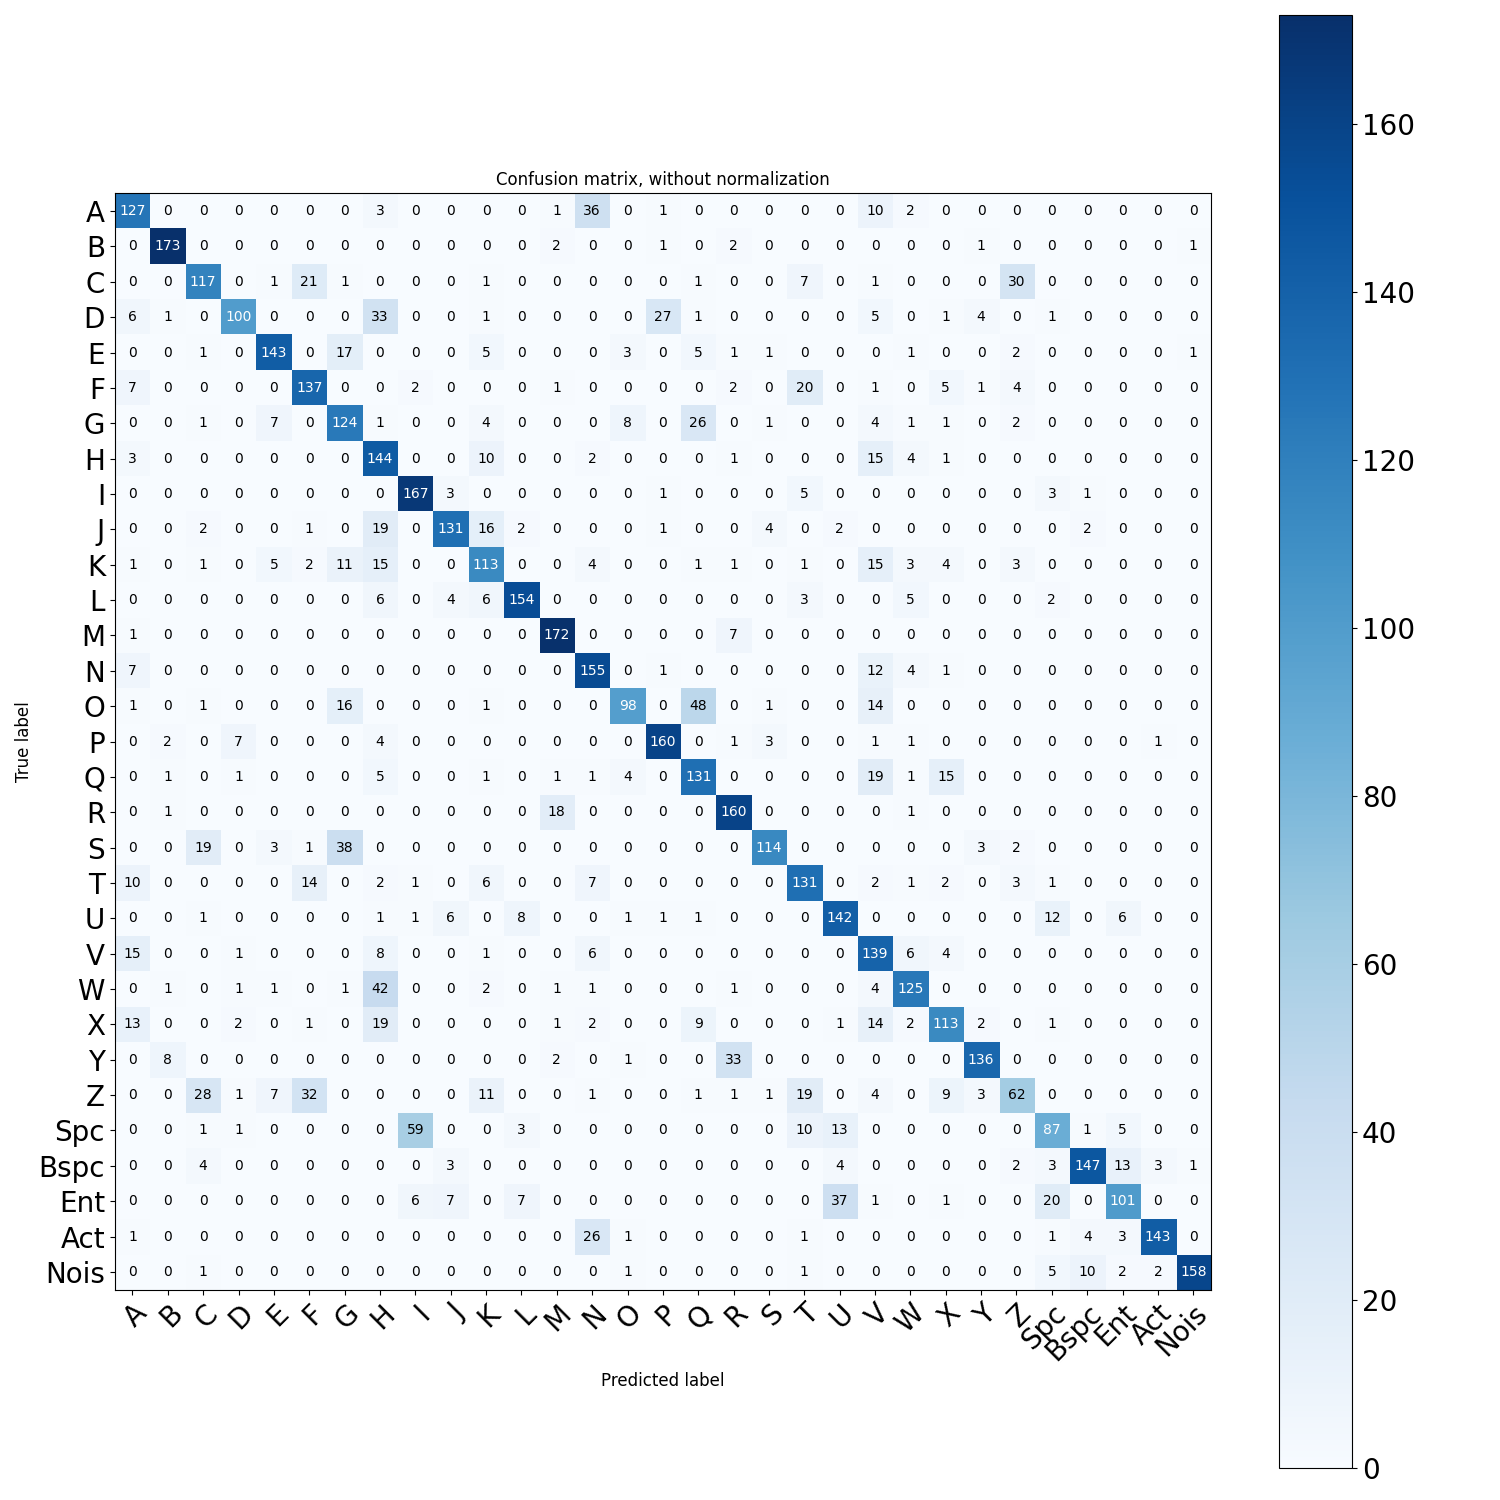 Confusion matrix, without normalization
A 127 0 0 0 0 0 0 3 0 0 0 0 1 36 0 1 0 0 0 0 0 10 2 0 0 0 0 0 0 0 0
B 0 173 0 0 0 0 0 0 0 0 0 0 2 0 0 1 0 2 0 0 0 0 0 0 1 0 0 0 0 0 1
C 0 0 117 0 1 21 1 0 0 0 1 0 0 0 0 0 1 0 0 7 0 1 0 0 0 30 0 0 0 0 0
D 6 1 0 100 0 0 0 33 0 0 1 0 0 0 0 27 1 0 0 0 0 5 0 1 4 0 1 0 0 0 0
E 0 0 1 0 143 0 17 0 0 0 5 0 0 0 3 0 5 1 1 0 0 0 1 0 0 2 0 0 0 0 1
F 7 0 0 0 0 137 0 0 2 0 0 0 1 0 0 0 0 2 0 20 0 1 0 5 1 4 0 0 0 0 0
G 0 0 1 0 7 0 124 1 0 0 4 0 0 0 8 0 26 0 1 0 0 4 1 1 0 2 0 0 0 0 0
H 3 0 0 0 0 0 0 144 0 0 10 0 0 2 0 0 0 1 0 0 0 15 4 1 0 0 0 0 0 0 0
I 0 0 0 0 0 0 0 0 167 3 0 0 0 0 0 1 0 0 0 5 0 0 0 0 0 0 3 1 0 0 0
J 0 0 2 0 0 1 0 19 0 131 16 2 0 0 0 1 0 0 4 0 2 0 0 0 0 0 0 2 0 0 0
K 1 0 1 0 5 2 11 15 0 0 113 0 0 4 0 0 1 1 0 1 0 15 3 4 0 3 0 0 0 0 0
L 0 0 0 0 0 0 0 6 0 4 6 154 0 0 0 0 0 0 0 3 0 0 5 0 0 0 2 0 0 0 0
M 1 0 0 0 0 0 0 0 0 0 0 0 172 0 0 0 0 7 0 0 0 0 0 0 0 0 0 0 0 0 0
N 7 0 0 0 0 0 0 0 0 0 0 0 0 155 0 1 0 0 0 0 0 12 4 1 0 0 0 0 0 0 0
O 1 0 1 0 0 0 16 0 0 0 1 0 0 0 98 0 48 0 1 0 0 14 0 0 0 0 0 0 0 0 0
P 0 2 0 7 0 0 0 4 0 0 0 0 0 0 0 160 0 1 3 0 0 1 1 0 0 0 0 0 0 1 0
Q 0 1 0 1 0 0 0 5 0 0 1 0 1 1 4 0 131 0 0 0 0 19 1 15 0 0 0 0 0 0 0
R 0 1 0 0 0 0 0 0 0 0 0 0 18 0 0 0 0 160 0 0 0 0 1 0 0 0 0 0 0 0 0
S 0 0 19 0 3 1 38 0 0 0 0 0 0 0 0 0 0 0 114 0 0 0 0 0 3 2 0 0 0 0 0
T 10 0 0 0 0 14 0 2 1 0 6 0 0 7 0 0 0 0 0 131 0 2 1 2 0 3 1 0 0 0 0
U 0 0 1 0 0 0 0 1 1 6 0 8 0 0 1 1 1 0 0 0 142 0 0 0 0 0 12 0 6 0 0
V 15 0 0 1 0 0 0 8 0 0 1 0 0 6 0 0 0 0 0 0 0 139 6 4 0 0 0 0 0 0 0
W 0 1 0 1 1 0 1 42 0 0 2 0 1 1 0 0 0 1 0 0 0 4 125 0 0 0 0 0 0 0 0
X 13 0 0 2 0 1 0 19 0 0 0 0 1 2 0 0 9 0 0 0 1 14 2 113 2 0 1 0 0 0 0
Y 0 8 0 0 0 0 0 0 0 0 0 0 2 0 1 0 0 33 0 0 0 0 0 0 136 0 0 0 0 0 0
Z 0 0 28 1 7 32 0 0 0 0 11 0 0 1 0 0 1 1 1 19 0 4 0 9 3 62 0 0 0 0 0
Spc 0 0 1 1 0 0 0 0 59 0 0 3 0 0 0 0 0 0 0 10 13 0 0 0 0 0 87 1 5 0 0
Bspc 0 0 4 0 0 0 0 0 0 3 0 0 0 0 0 0 0 0 0 0 4 0 0 0 0 2 3 147 13 3 1
Ent 0 0 0 0 0 0 0 0 6 7 0 7 0 0 0 0 0 0 0 0 37 1 0 1 0 0 20 0 101 0 0
Act 1 0 0 0 0 0 0 0 0 0 0 0 0 26 1 0 0 0 0 1 0 0 0 0 0 0 1 4 3 143 0
Nois 0 0 1 0 0 0 0 0 0 0 0 0 0 0 1 0 0 0 0 1 0 0 0 0 0 0 5 10 2 2 158
A B C D E F G H I J K L M N O P Q R S T U V W X Y Z Spc Bspc Ent Act Nois
True label
Predicted label
160
140
120
100
80
60
40
20
0